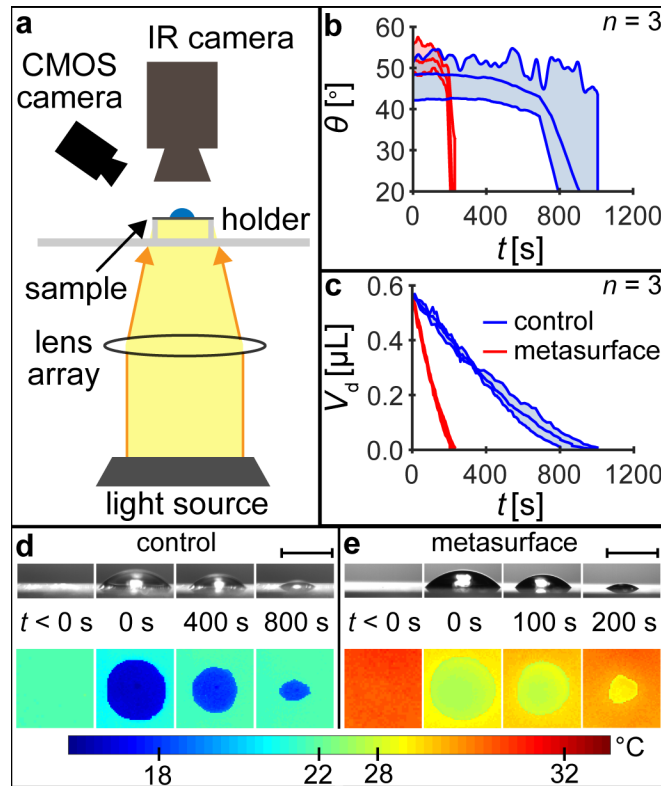 a
IR camera
CMOS
camera
holder
sample
lens
array
light source
b
n = 3
θ [°]
60
50
40
30
20
0
400
800
1200
t [s]
c
n = 3
control
metasurface
V_d [µL]
0.6
0.4
0.2
0.0
0
400
800
1200
t [s]
d
control
t < 0 s
0 s
400 s
800 s
e
metasurface
t < 0 s
0 s
100 s
200 s
°C
18
22
28
32